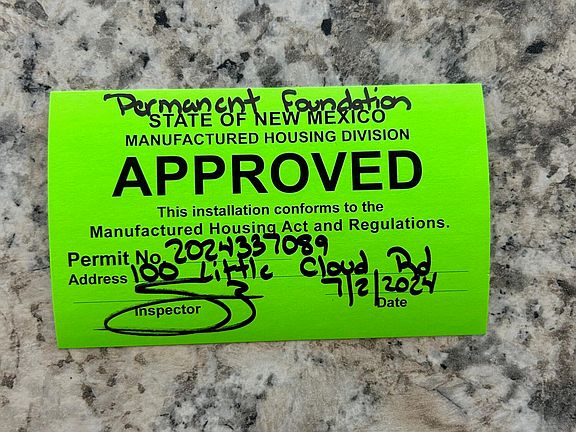 Permanent Foundation
STATE OF NEW MEXICO
MANUFACTURED HOUSING DIVISION
APPROVED
This installation conforms to the
Manufactured Housing Act and Regulations.
Permit No. 2024337089
Address 100 Little Cloud Rd
7/2/2024
Inspector Date